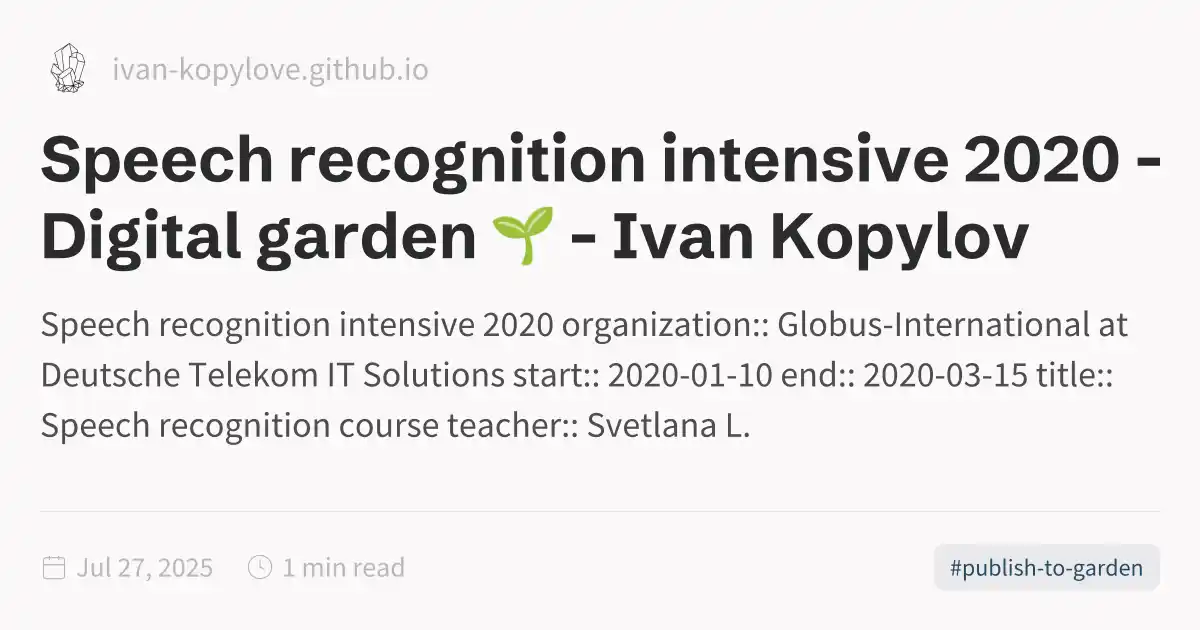 ivan-kopylove.github.io
Speech recognition intensive 2020 -
Digital garden 🌱 - Ivan Kopylov
Speech recognition intensive 2020 organization:: Globus-International at
Deutsche Telekom IT Solutions start:: 2020-01-10 end:: 2020-03-15 title::
Speech recognition course teacher:: Svetlana L.
Jul 27, 2025 1 min read #publish-to-garden